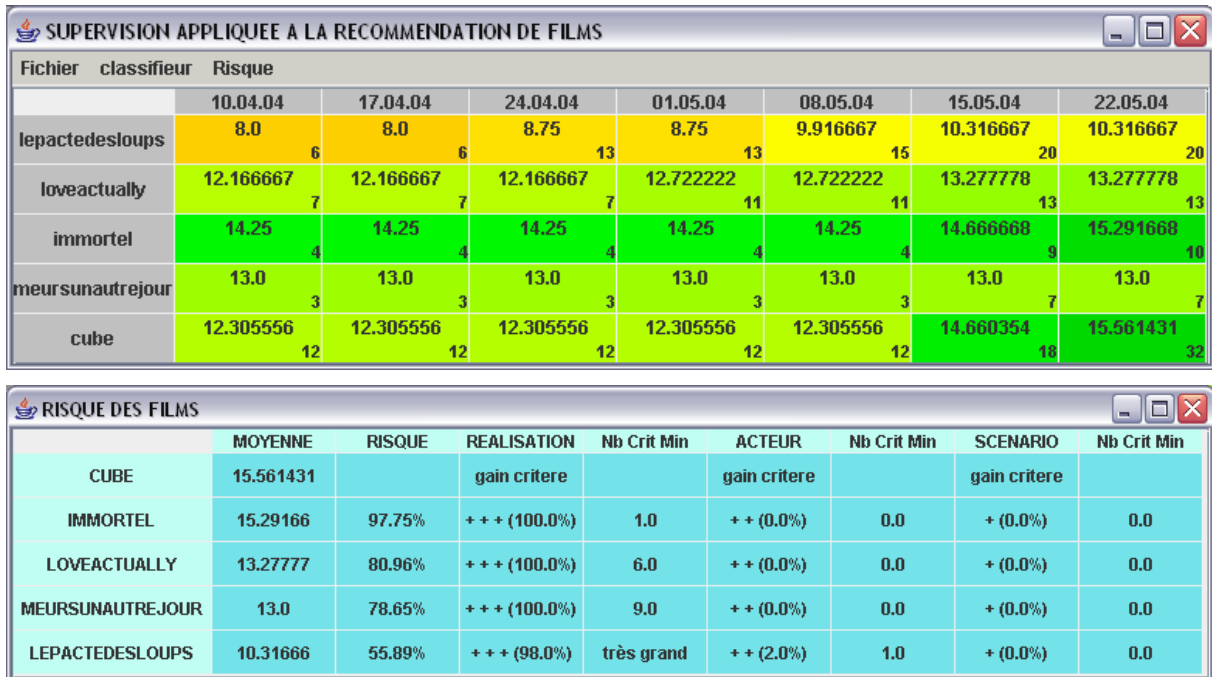 SUPERVISION APPLIQUEE A LA RECOMMENDATION DE FILMS
Fichier classifieur Risque
10.04.04 17.04.04 24.04.04 01.05.04 08.05.04 15.05.04 22.05.04
lepactedesloups 8.0 8.0 8.75 8.75 9.916667 10.316667 10.316667
6 6 13 13 15 20 20
loveactually 12.166667 12.166667 12.166667 12.722222 12.722222 13.277778 13.277778
7 7 7 11 11 13 13
immortel 14.25 14.25 14.25 14.25 14.25 14.666668 15.291668
4 4 4 4 4 9 10
meursunautrejour 13.0 13.0 13.0 13.0 13.0 13.0 13.0
3 3 3 3 3 7 7
cube 12.305556 12.305556 12.305556 12.305556 12.305556 14.660354 15.561431
12 12 12 12 12 18 32
RISQUE DES FILMS
MOYENNE RISQUE REALISATION Nb Crit Min ACTEUR Nb Crit Min SCENARIO Nb Crit Min
CUBE 15.561431 gain critere gain critere gain critere
IMMORTEL 15.29166 97.75% + + + (100.0%) 1.0 + + (0.0%) 0.0 + (0.0%) 0.0
LOVEACTUALLY 13.27777 80.96% + + + (100.0%) 6.0 + + (0.0%) 0.0 + (0.0%) 0.0
MEURSUNAUTREJOUR 13.0 78.65% + + + (100.0%) 9.0 + + (0.0%) 0.0 + (0.0%) 0.0
LEPACTEDESLOUPS 10.31666 55.89% + + + (98.0%) très grand + + (2.0%) 1.0 + (0.0%) 0.0